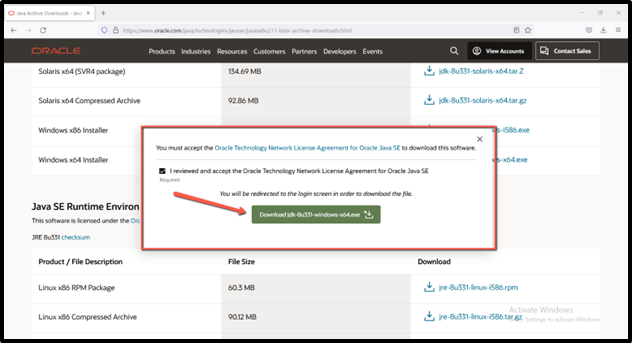 Java Archive Downloads - Java
https://www.oracle.com/java/technologies/javase/javase8u211-later-archive-downloads.html
ORACLE Products Industries Resources Customers Partners Developers Events View Accounts Contact Sales
Solaris x64 (SVR4 package) 134.69 MB jdk-8u331-solaris-x64.tar.Z
Solaris x64 Compressed Archive 92.86 MB jdk-8u331-solaris-x64.tar.gz
Windows x86 Installer -i586.exe
Windows x64 Installer x64.exe
You must accept the Oracle Technology Network License Agreement for Oracle Java SE to download this software.
I reviewed and accept the Oracle Technology Network License Agreement for Oracle Java SE
Required
You will be redirected to the login screen in order to download the file.
Download jdk-8u331-windows-x64.exe
Java SE Runtime Environ
This software is licensed under the Ora
JRE 8u331 checksum
Product / File Description File Size Download
Linux x86 RPM Package 60.3 MB jre-8u331-linux-i586.rpm
Linux x86 Compressed Archive 90.12 MB jre-8u331-linux-i586.tar.gz
Activate Windows
Settings to activate Windows.